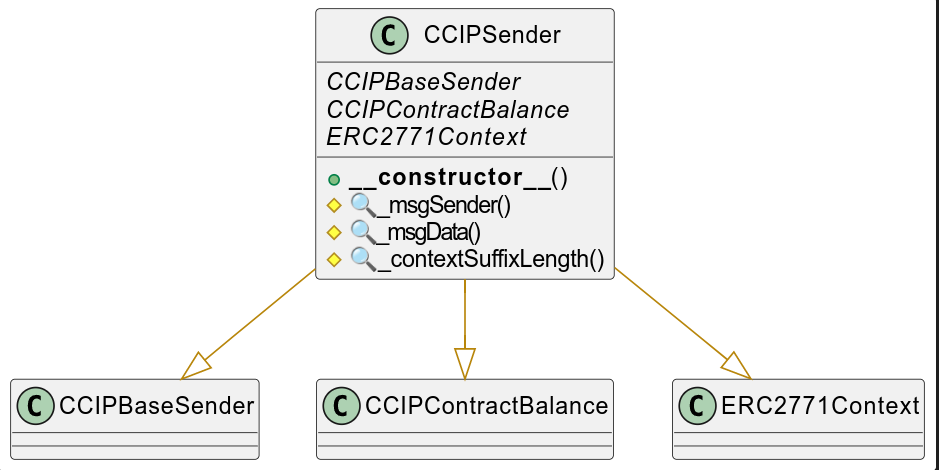 C CCIPSender
CCIPBaseSender
CCIPContractBalance
ERC2771Context
__constructor__()
_msgSender()
_msgData()
_contextSuffixLength()
C CCIPBaseSender
C CCIPContractBalance
C ERC2771Context